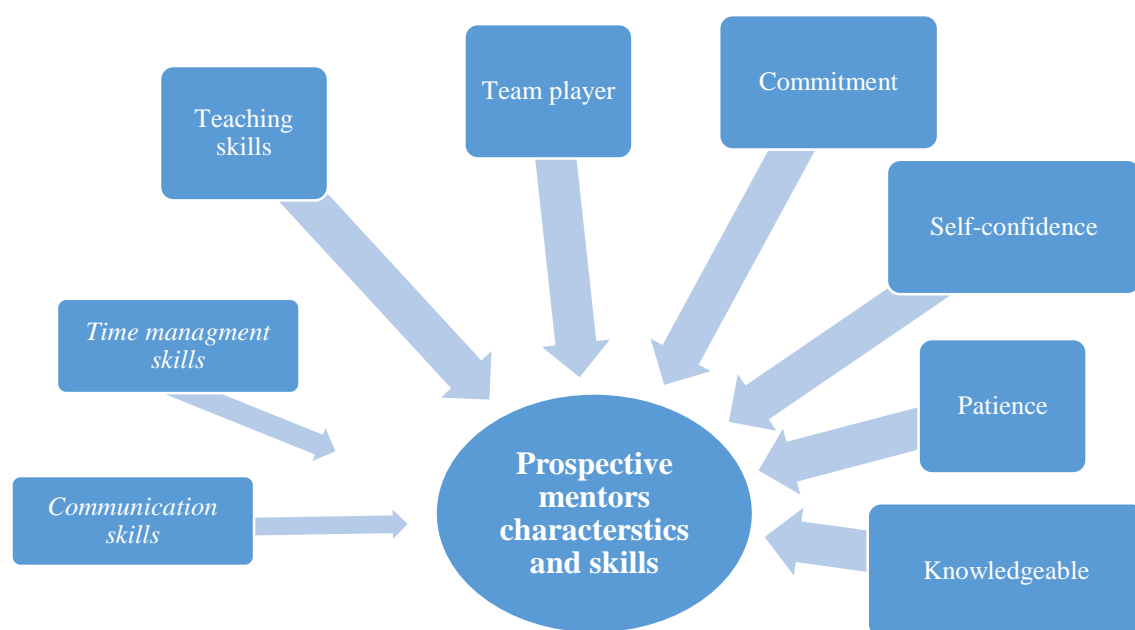 Team player
Commitment
Teaching
skills
Self-confidence
Time managment
skills
Patience
Prospective
mentors
characterstics
and skills
Communication
skills
Knowledgeable